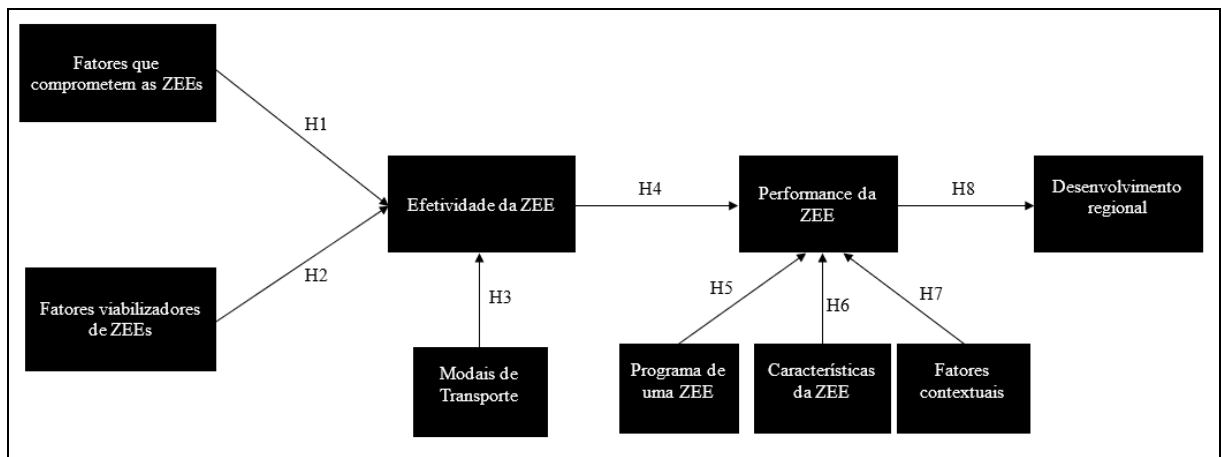 Fatores que
comprometem as ZEEs
H1
Fatores viabilizadores
de ZEEs
H2
Efetividade da ZEE
H3
Modais de
Transporte
H4
Performance da
ZEE
H5
H6
H7
Programa de
uma ZEE
Características
da ZEE
Fatores
contextuais
H8
Desenvolvimento
regional